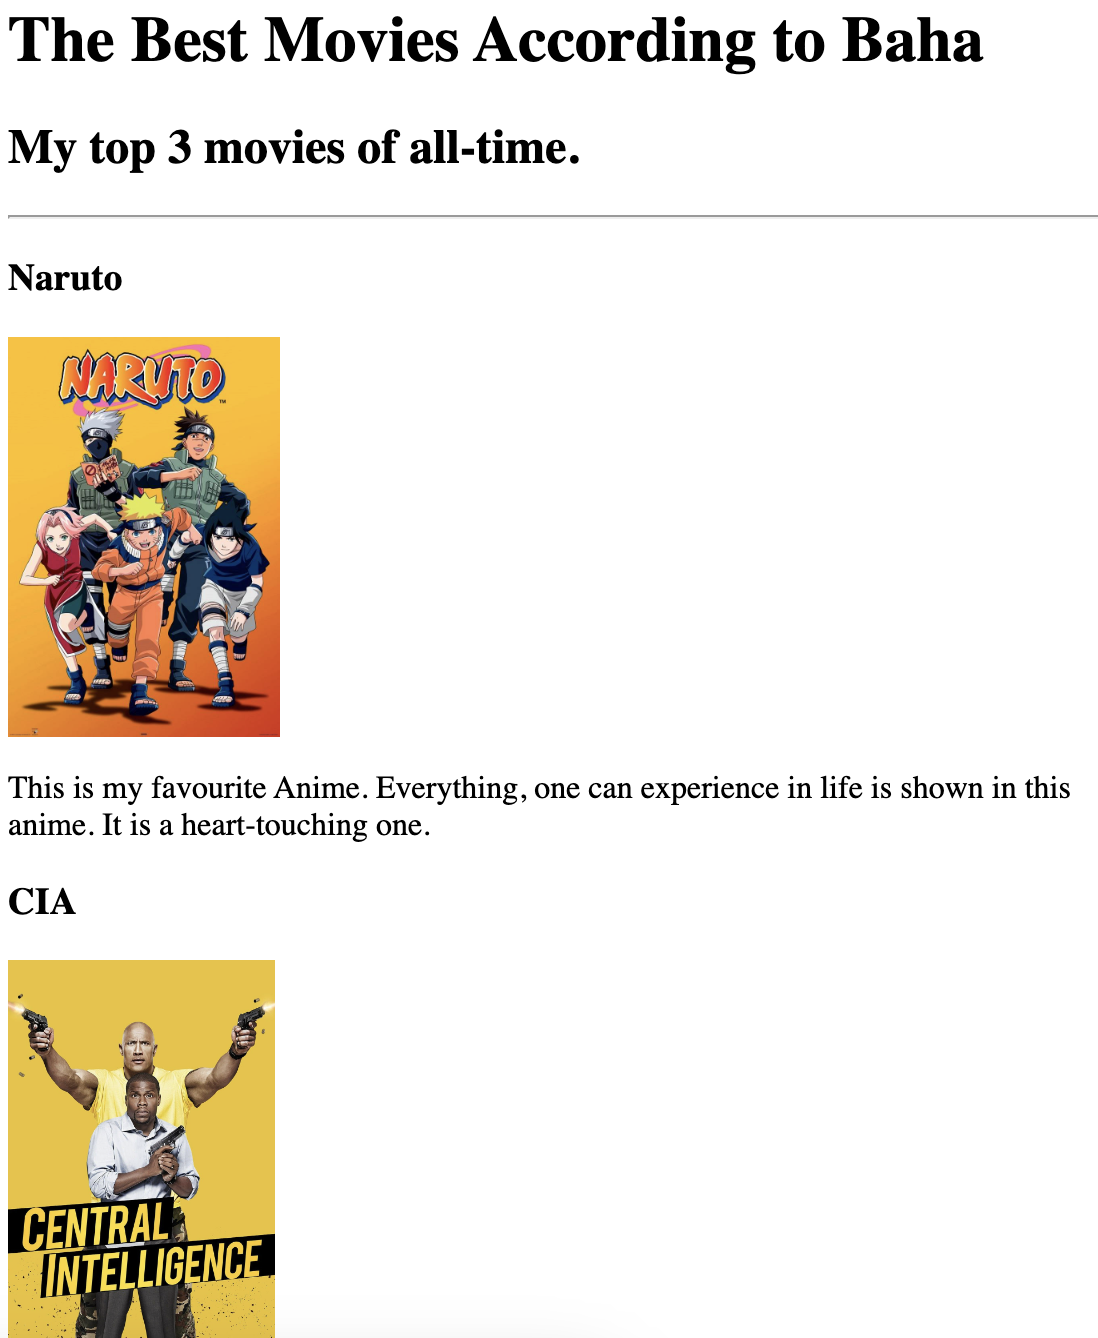 The Best Movies According to Baha
My top 3 movies of all-time.
Naruto
NARUTO
TM
This is my favourite Anime. Everything, one can experience in life is shown in this
anime. It is a heart-touching one.
CIA
CENTRAL
INTELLIGENCE